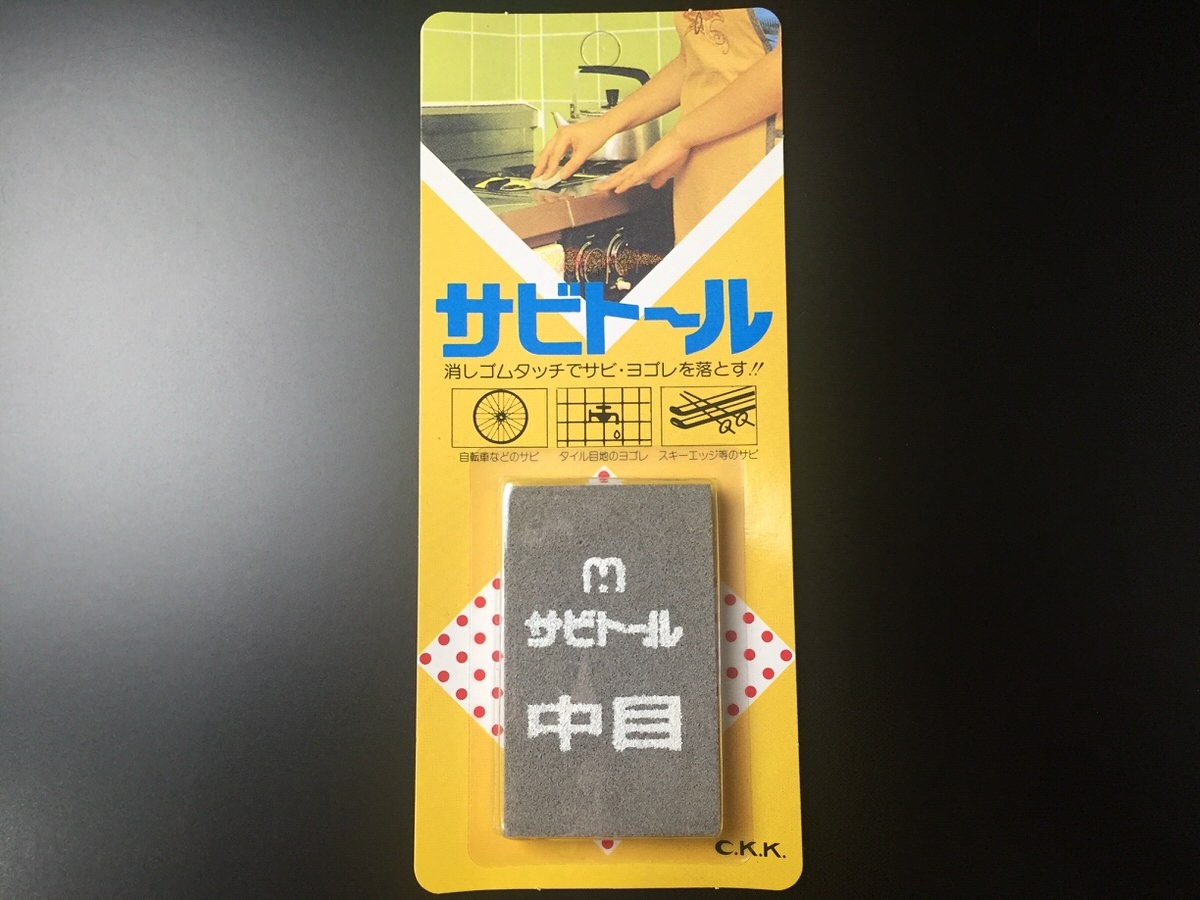 サビトール
消しゴムタッチでサビ・ヨゴレを落とす!!
自転車などのサビ タイル目地のヨゴレ スキーエッジ等のサビ
サビトール
中目
C.K.K.